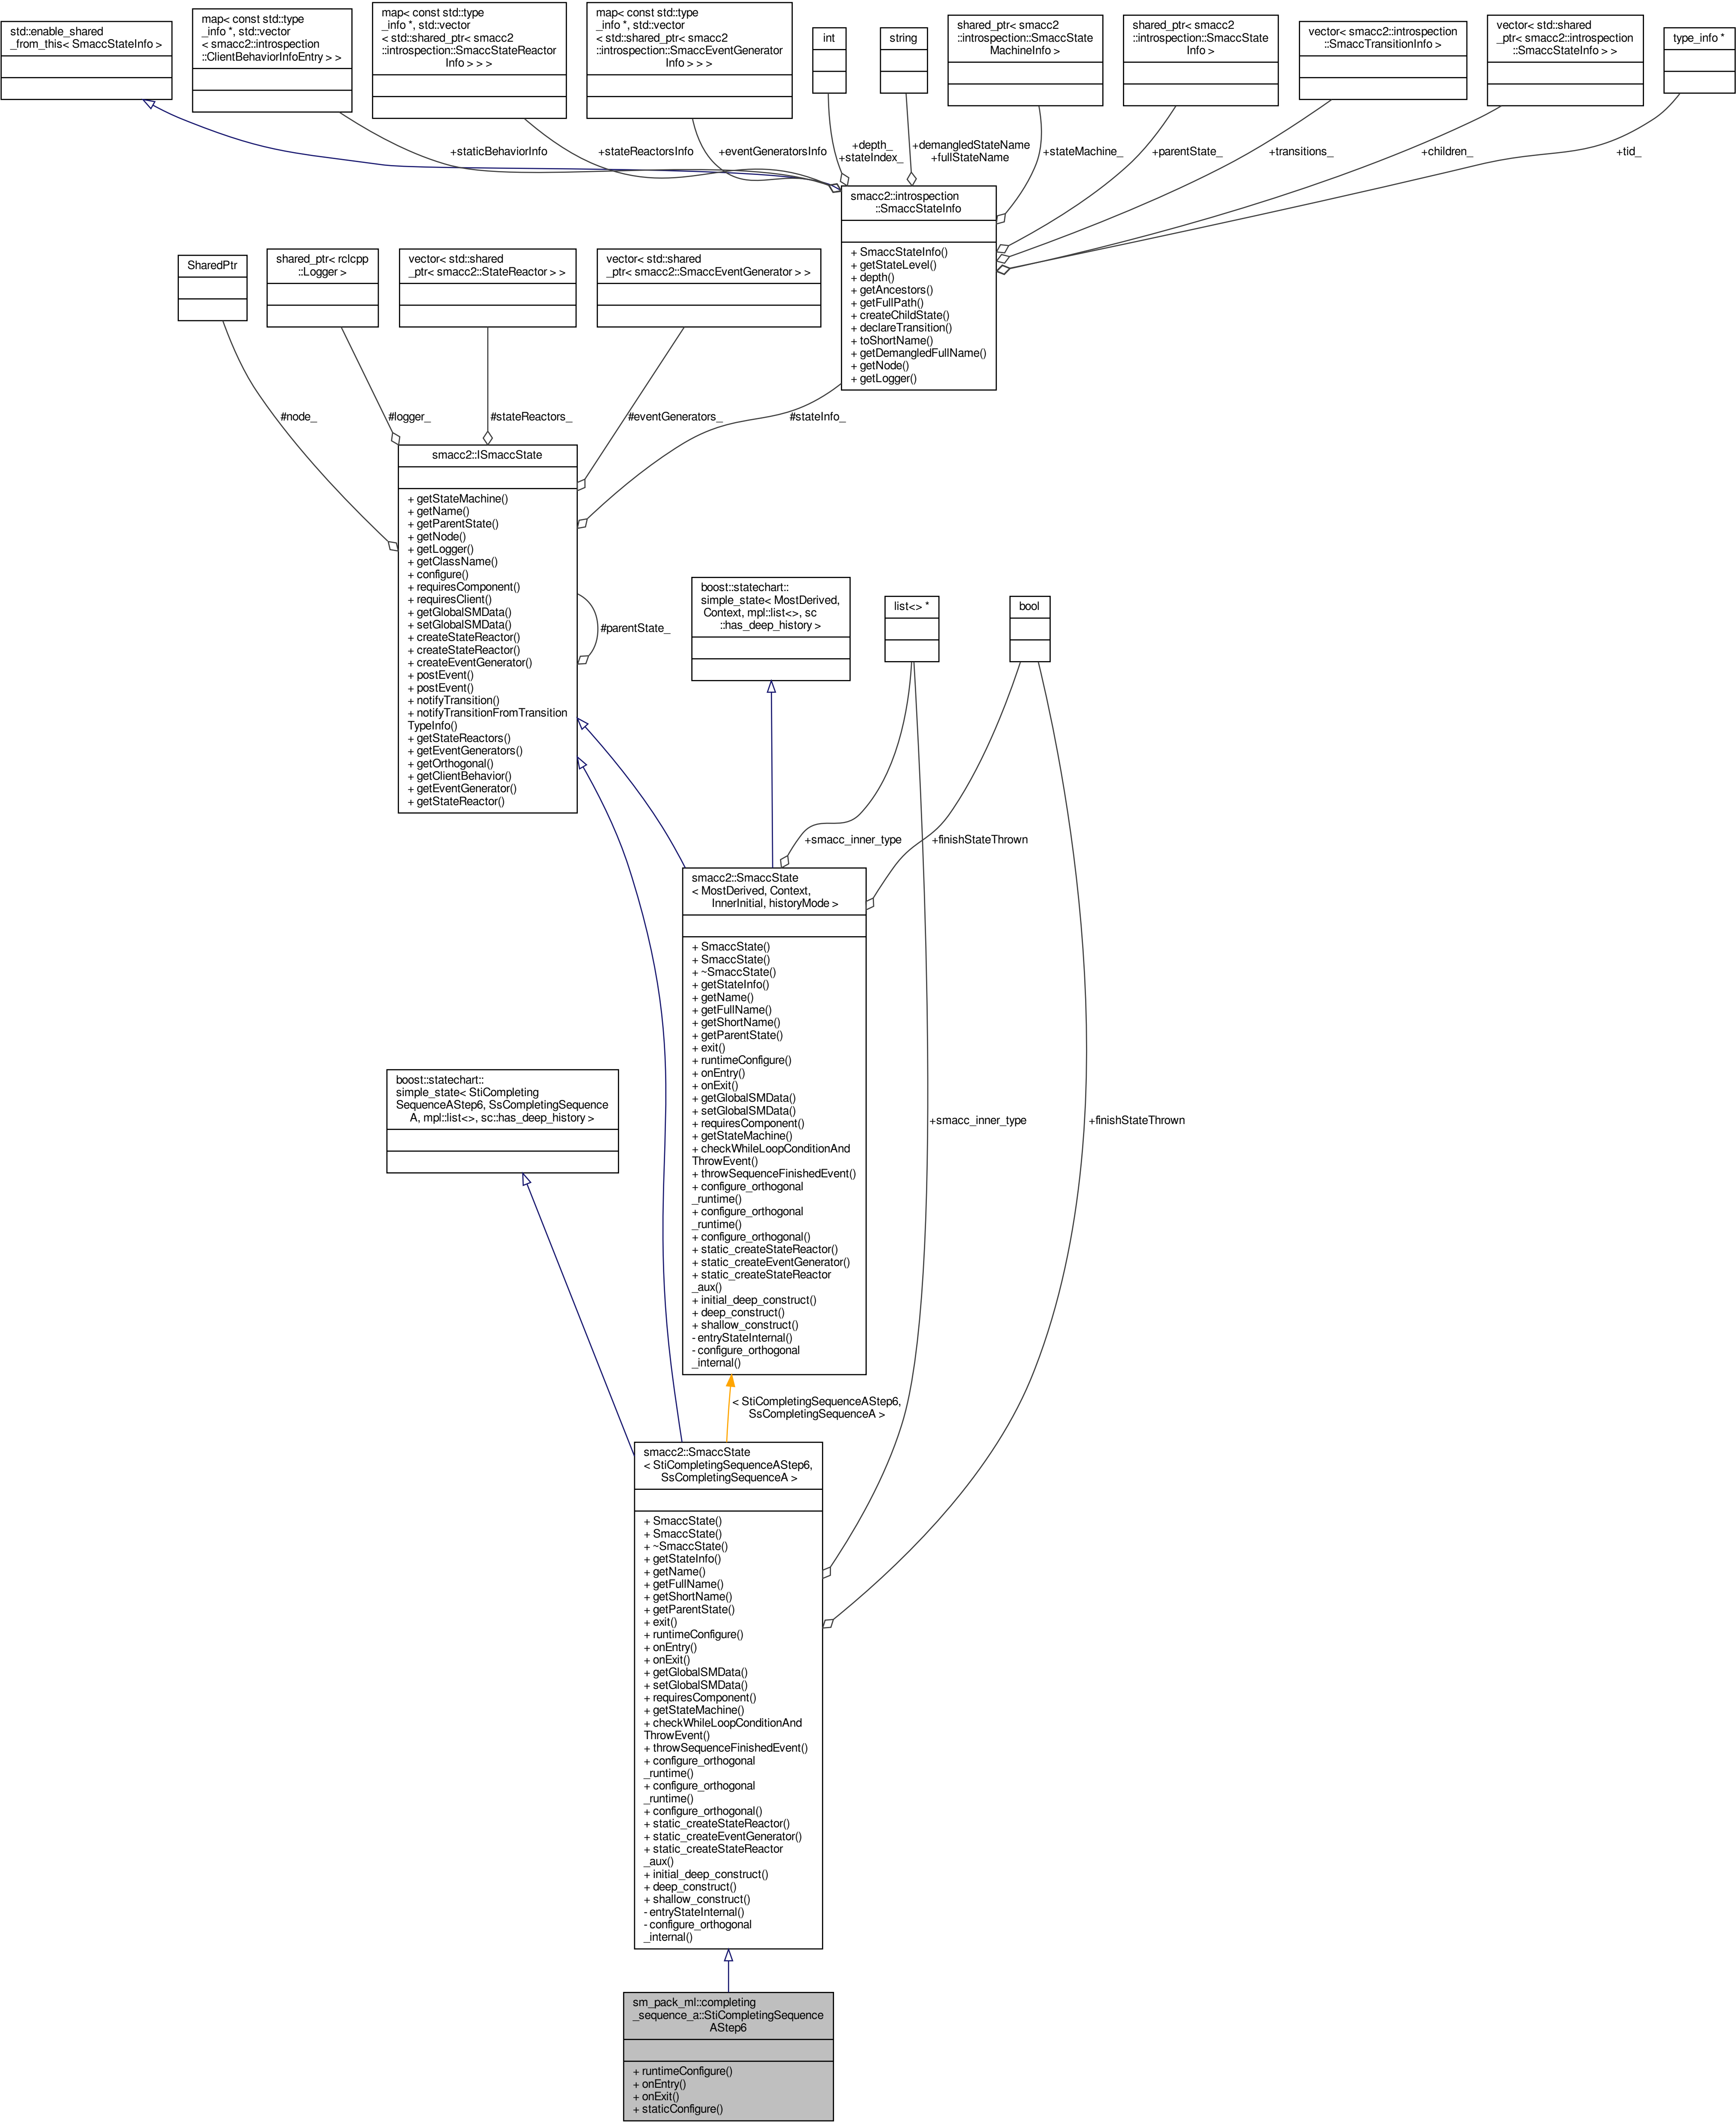 std::enable_shared
_from_this< SmaccStateInfo >
map< const std::type
_info *, std::vector
< smacc2::introspection
::ClientBehaviorInfoEntry > >
map< const std::type
_info *, std::vector
< std::shared_ptr< smacc2
::introspection::SmaccStateReactor
Info > > >
map< const std::type
_info *, std::vector
< std::shared_ptr< smacc2
::introspection::SmaccEventGenerator
Info > > >
int
string
shared_ptr< smacc2
::introspection::SmaccState
MachineInfo >
shared_ptr< smacc2
::introspection::SmaccState
Info >
vector< smacc2::introspection
::SmaccTransitionInfo >
vector< std::shared
_ptr< smacc2::introspection
::SmaccStateInfo > >
type_info *
+staticBehaviorInfo
+stateReactorsInfo
+eventGeneratorsInfo
+depth_
+stateIndex_
+demangledStateName
+fullStateName
+stateMachine_
+parentState_
+transitions_
+children_
+tid_
smacc2::introspection
::SmaccStateInfo
+ SmaccStateInfo()
+ getStateLevel()
+ depth()
+ getAncestors()
+ getFullPath()
+ createChildState()
+ declareTransition()
+ toShortName()
+ getDemangledFullName()
+ getNode()
+ getLogger()
SharedPtr
shared_ptr< rclcpp
::Logger >
vector< std::shared
_ptr< smacc2::StateReactor > >
vector< std::shared
_ptr< smacc2::SmaccEventGenerator > >
#node_
#logger_
#stateReactors_
#eventGenerators_
#stateInfo_
smacc2::ISmaccState
+ getStateMachine()
+ getName()
+ getParentState()
+ getNode()
+ getLogger()
+ getClassName()
+ configure()
+ requiresComponent()
+ requiresClient()
+ getGlobalSMData()
+ setGlobalSMData()
+ createStateReactor()
+ createStateReactor()
+ createEventGenerator()
+ postEvent()
+ postEvent()
+ notifyTransition()
+ notifyTransitionFromTransition
TypeInfo()
+ getStateReactors()
+ getEventGenerators()
+ getOrthogonal()
+ getClientBehavior()
+ getEventGenerator()
+ getStateReactor()
#parentState_
boost::statechart::
simple_state< MostDerived,
Context, mpl::list<>, sc
::has_deep_history >
list<> *
bool
+smacc_inner_type
+finishStateThrown
smacc2::SmaccState
< MostDerived, Context,
InnerInitial, historyMode >
+ SmaccState()
+ SmaccState()
+ ~SmaccState()
+ getStateInfo()
+ getName()
+ getFullName()
+ getShortName()
+ getParentState()
+ exit()
+ runtimeConfigure()
+ onEntry()
+ onExit()
+ getGlobalSMData()
+ setGlobalSMData()
+ requiresComponent()
+ getStateMachine()
+ checkWhileLoopConditionAnd
ThrowEvent()
+ throwSequenceFinishedEvent()
+ configure_orthogonal
_runtime()
+ configure_orthogonal
_runtime()
+ configure_orthogonal()
+ static_createStateReactor()
+ static_createEventGenerator()
+ static_createStateReactor
_aux()
+ initial_deep_construct()
+ deep_construct()
+ shallow_construct()
- entryStateInternal()
- configure_orthogonal
_internal()
boost::statechart::
simple_state< StiCompleting
SequenceAStep6, SsCompletingSequence
A, mpl::list<>, sc::has_deep_history >
+smacc_inner_type
+finishStateThrown
< StiCompletingSequenceAStep6,
SsCompletingSequenceA >
smacc2::SmaccState
< StiCompletingSequenceAStep6,
SsCompletingSequenceA >
+ SmaccState()
+ SmaccState()
+ ~SmaccState()
+ getStateInfo()
+ getName()
+ getFullName()
+ getShortName()
+ getParentState()
+ exit()
+ runtimeConfigure()
+ onEntry()
+ onExit()
+ getGlobalSMData()
+ setGlobalSMData()
+ requiresComponent()
+ getStateMachine()
+ checkWhileLoopConditionAnd
ThrowEvent()
+ throwSequenceFinishedEvent()
+ configure_orthogonal
_runtime()
+ configure_orthogonal
_runtime()
+ configure_orthogonal()
+ static_createStateReactor()
+ static_createEventGenerator()
+ static_createStateReactor
_aux()
+ initial_deep_construct()
+ deep_construct()
+ shallow_construct()
- entryStateInternal()
- configure_orthogonal
_internal()
sm_pack_ml::completing
_sequence_a::StiCompletingSequence
AStep6
+ runtimeConfigure()
+ onEntry()
+ onExit()
+ staticConfigure()